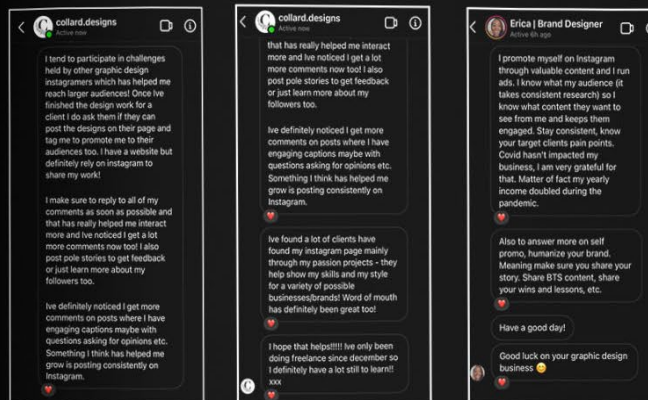 collard.designs
Active now
I tend to participate in challenges
held by other graphic design
instagramers which has helped me
reach larger audiences! Once Ive
finished the design work for a
client I do ask them if they can
post the designs on their page and
tag me to promote me to their
audiences too. I have a website but
definitely rely on instagram to
share my work!
I make sure to reply to all of my
comments as soon as possible and
that has really helped me interact
more and Ive noticed I get a lot
more comments now too! I also
post pole stories to get feedback
or just learn more about my
followers too.
Ive definitely noticed I get more
comments on posts where I have
engaging captions maybe with
questions asking for opinions etc.
Something I think has helped me
grow is posting consistently on
Instagram.
collard.designs
Active now
that has really helped me interact
more and Ive noticed I get a lot
more comments now too! I also
post pole stories to get feedback
or just learn more about my
followers too.
Ive definitely noticed I get more
comments on posts where I have
engaging captions maybe with
questions asking for opinions etc.
Something I think has helped me
grow is posting consistently on
Instagram.
Ive found a lot of clients have
found my instagram page mainly
through my passion projects - they
help show my skills and my style
for a variety of possible
businesses/brands! Word of mouth
has definitely been great too!
I hope that helps!!!!! Ive only been
doing freelance since december so
I definitely have a lot still to learn!!
xxx
Erica | Brand Designer
Active 6h ago
I promote myself on Instagram
through valuable content and I run
ads. I know what my audience (it
takes consistent research) so I
know what content they want to
see from me and keeps them
engaged. Stay consistent, know
your target clients pain points.
Covid hasn't impacted my
business, I am very grateful for
that. Matter of fact my yearly
income doubled during the
pandemic.
Also to answer more on self
promo, humanize your brand.
Meaning make sure you share your
story. Share BTS content, share
your wins and lessons, etc.
Have a good day!
Good luck on your graphic design
business 😊